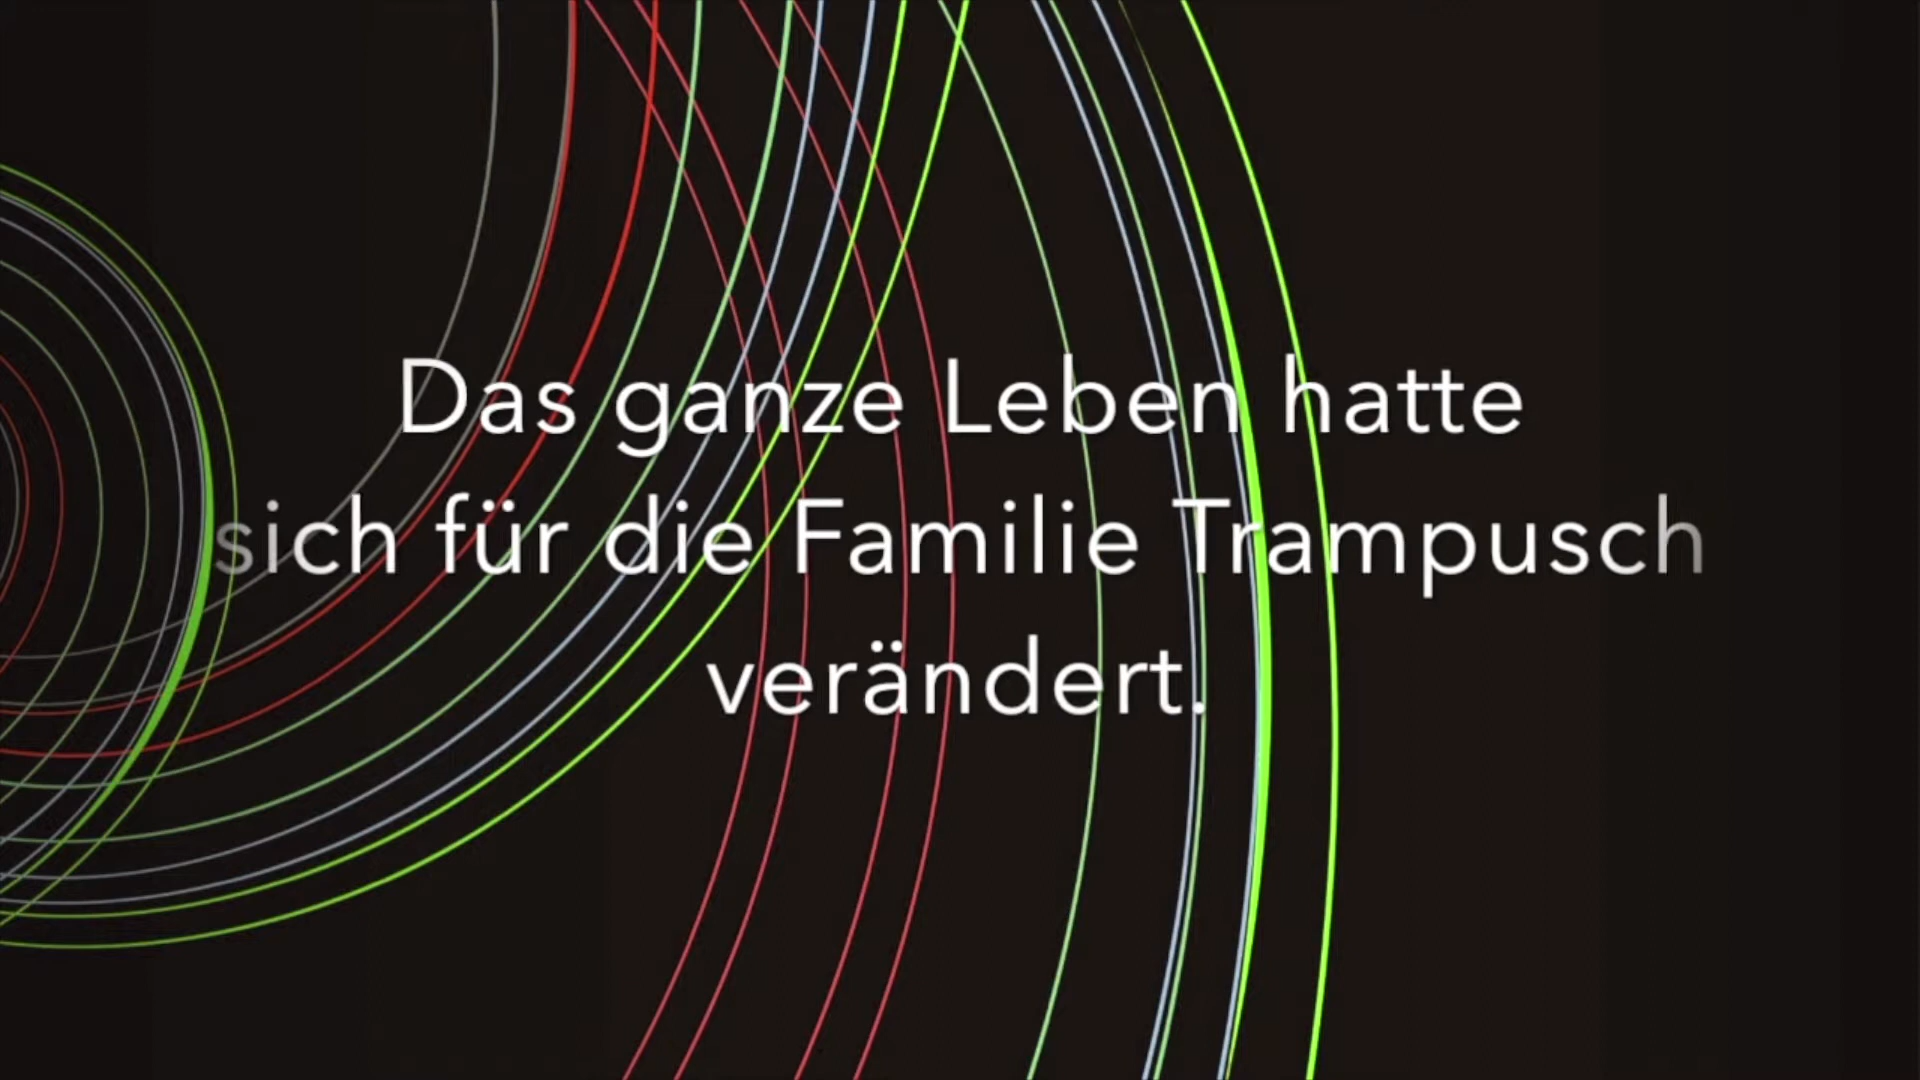 Das ganze Leben hatte
sich für die Familie Trampusch
verändert.